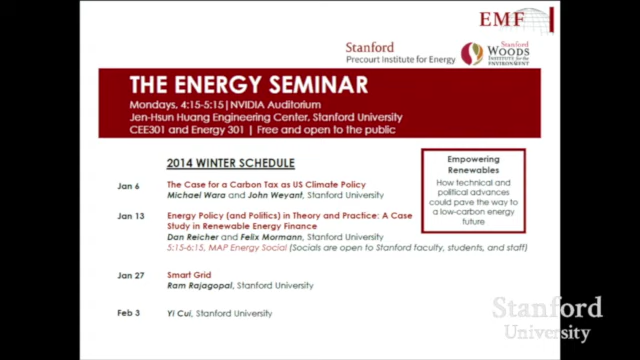 EMF
Stanford
Precourt Institute for Energy
Stanford
WOODS
INSTITUTE for the
ENVIRONMENT
THE ENERGY SEMINAR
Mondays, 4:15-5:15|NVIDIA Auditorium
Jen-Hsun Huang Engineering Center, Stanford University
CEE301 and Energy 301 | Free and open to the public
2014 WINTER SCHEDULE
Jan 6 The Case for a Carbon Tax as US Climate Policy
Michael Wara and John Weyant, Stanford University
Jan 13 Energy Policy (and Politics) in Theory and Practice: A Case
Study in Renewable Energy Finance
Dan Reicher and Felix Mormann, Stanford University
5:15-6:15, MAP Energy Social (Socials are open to Stanford faculty, students, and staff)
Jan 27 Smart Grid
Ram Rajagopal, Stanford University
Feb 3 Yi Cui, Stanford University
Empowering
Renewables
How technical and
political advances
could pave the way to
a low-carbon energy
future
Stanford
University